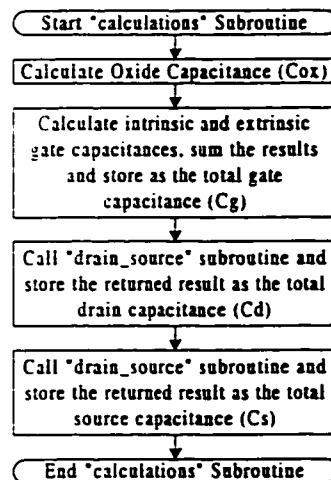 Start "calculations" Subroutine
Calculate Oxide Capacitance (Cox)
Calculate intrinsic and extrinsic
gate capacitances, sum the results
and store as the total gate
capacitance (Cg)
Call "drain_source" subroutine and
store the returned result as the total
drain capacitance (Cd)
Call "drain_source" subroutine and
store the returned result as the total
source capacitance (Cs)
End "calculations" Subroutine